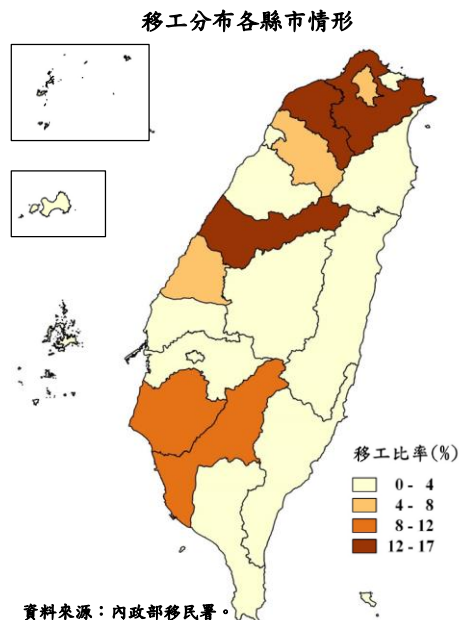 移工分布各縣市情形
移工比率(%)
0 - 4
4 - 8
8 - 12
12 - 17
資料來源：內政部移民署。